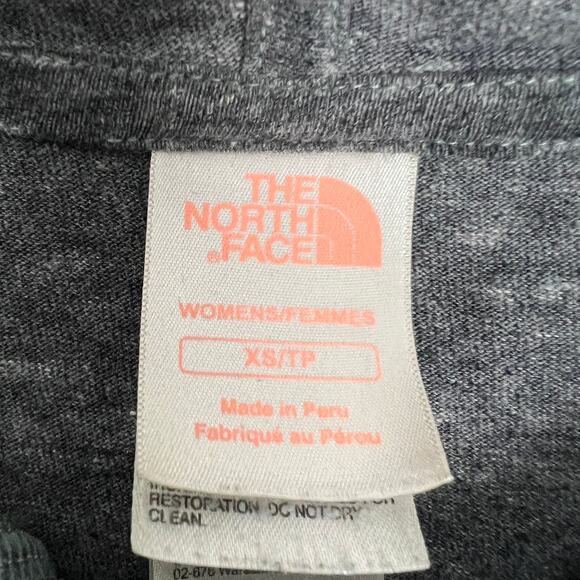 THE
NORTH
®FACE
WOMENS/FEMMES
XS/TP
Made in Peru
Fabriqué au Pérou
RESTORATION DO NOT DRY
CLEAN.